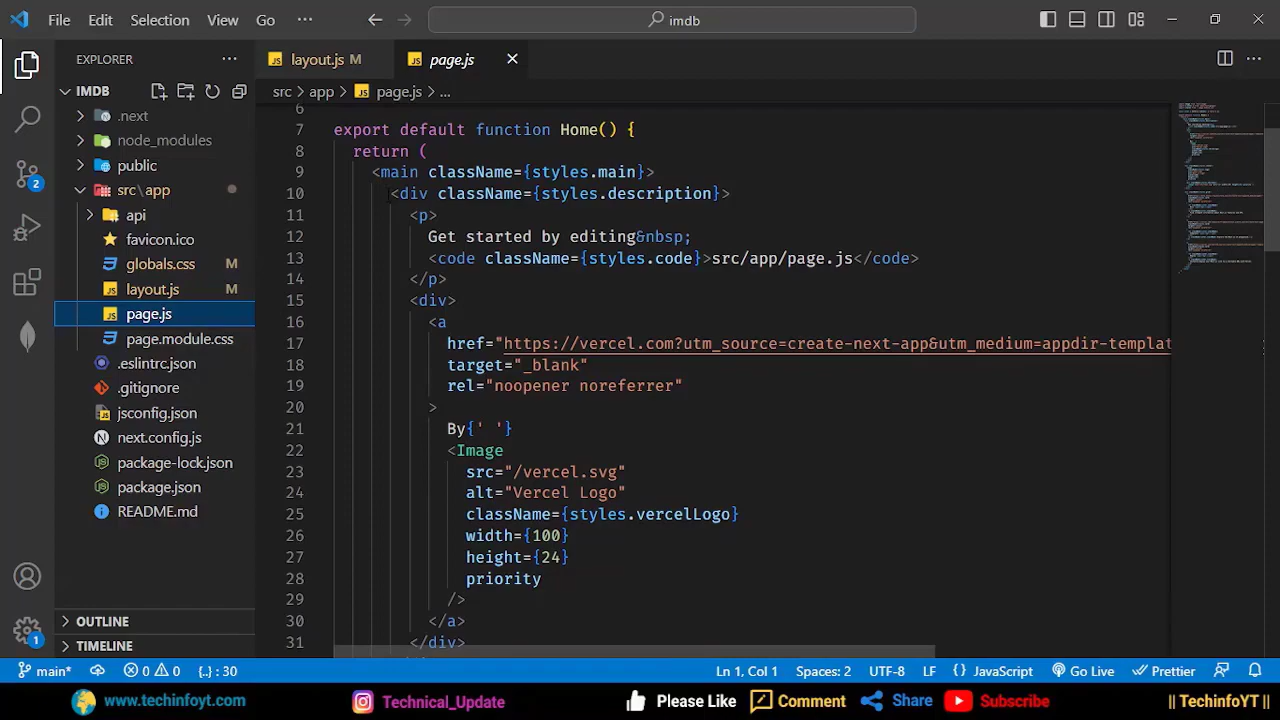 File Edit Selection View Go ··· imdb
EXPLORER ···
layout.js M page.js
IMDB
src > app > page.js > ...
.next
node_modules
public
src\app
api
favicon.ico
globals.css M
layout.js M
page.js
page.module.css
.eslintrc.json
.gitignore
jsconfig.json
next.config.js
package-lock.json
package.json
README.md
OUTLINE
TIMELINE
2
1
6
7 export default function Home() {
8 return (
9 <main className={styles.main}>
10 <div className={styles.description}>
11 <p>
12 Get started by editing&nbsp;
13 <code className={styles.code}>src/app/page.js</code>
14 </p>
15 <div>
16 <a
17 href="https://vercel.com?utm_source=create-next-app&utm_medium=appdir-templat
18 target="_blank"
19 rel="noopener noreferrer"
20 >
21 By{' '}
22 <Image
23 src="/vercel.svg"
24 alt="Vercel Logo"
25 className={styles.vercelLogo}
26 width={100}
27 height={24}
28 priority
29 />
30 </a>
31 </div>
main* 0 0 {..} : 30 Ln 1, Col 1 Spaces: 2 UTF-8 LF {} JavaScript Go Live Prettier
www.techinfoyt.com Technical_Update Please Like Comment Share Subscribe || TechinfoYT ||